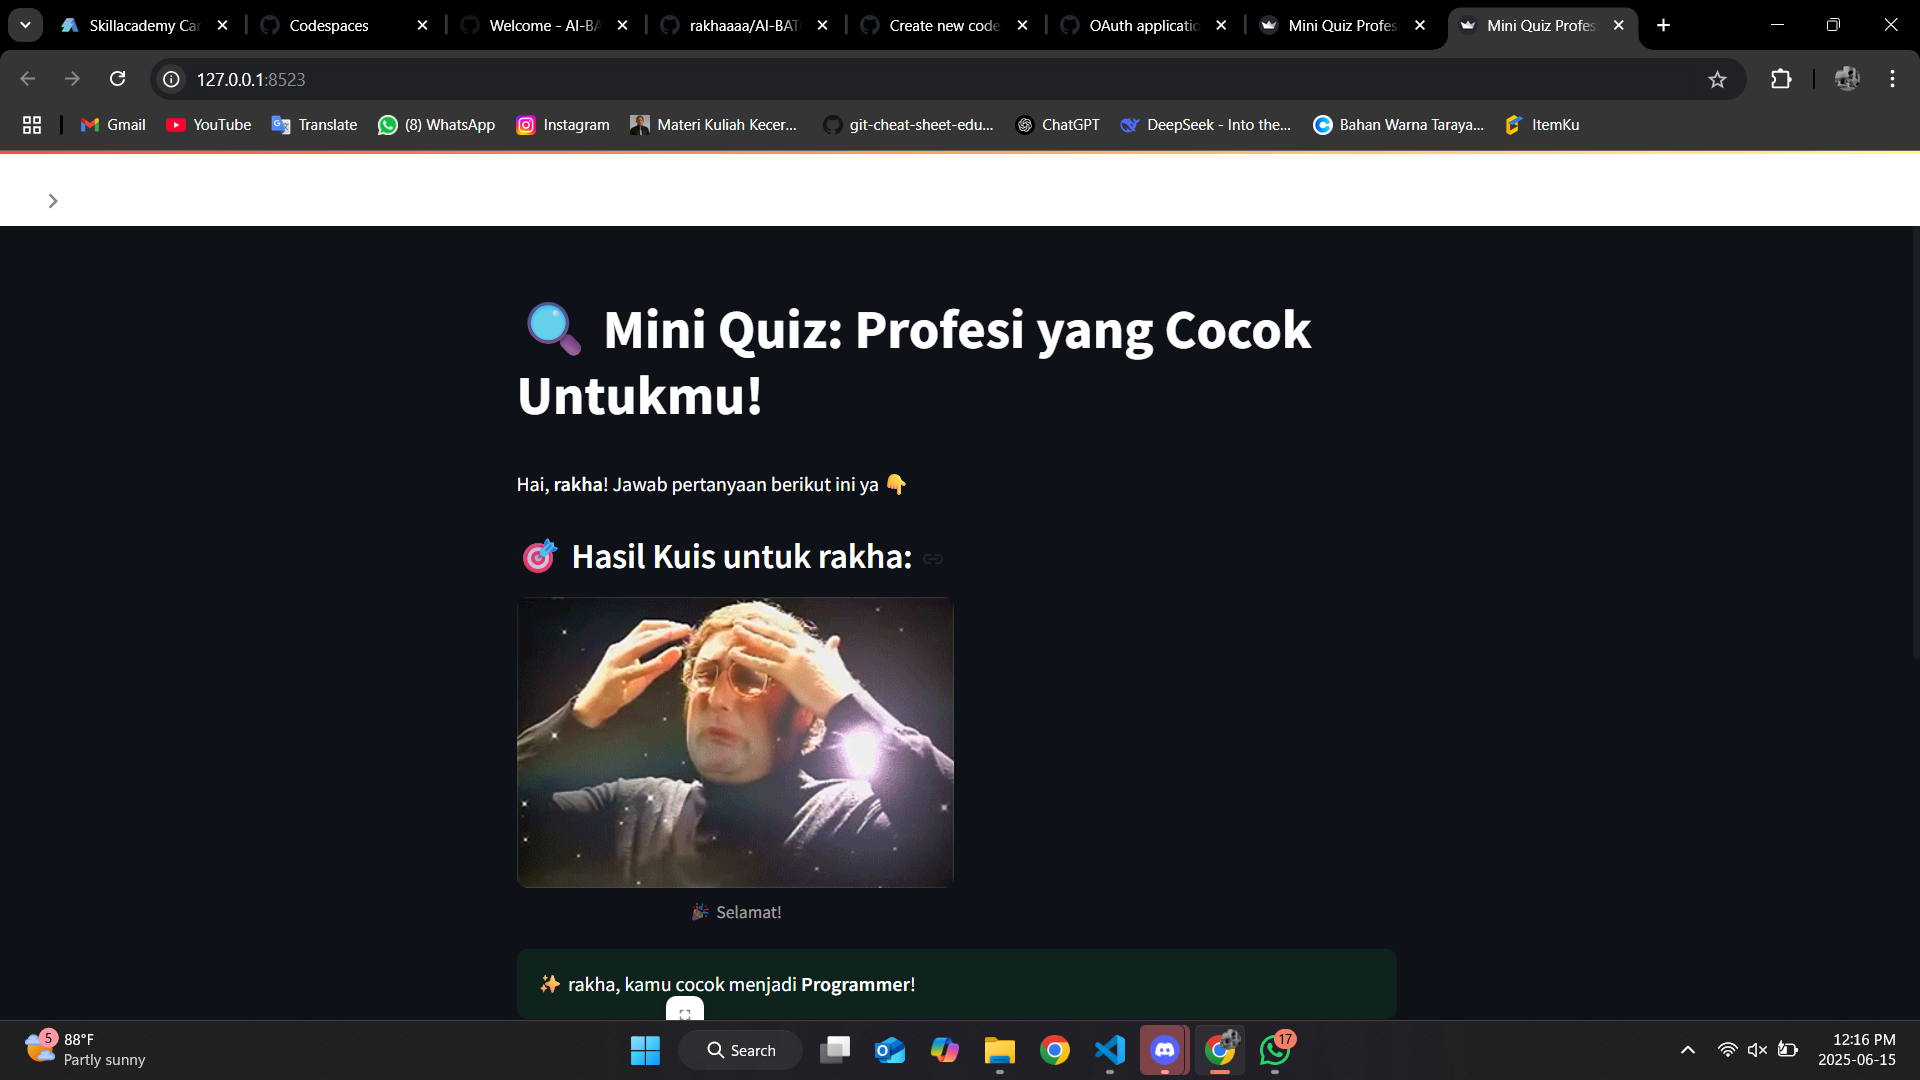 Skillacademy Car
Codespaces
Welcome - AI-BA
rakhaaaa/AI-BAT
Create new code
OAuth applicatio
Mini Quiz Profes
Mini Quiz Profes
127.0.0.1:8523
Gmail
YouTube
Translate
(8) WhatsApp
Instagram
Materi Kuliah Kecer...
git-cheat-sheet-edu...
ChatGPT
DeepSeek - Into the...
Bahan Warna Taraya...
ItemKu
🔍 Mini Quiz: Profesi yang Cocok
Untukmu!
Hai, rakha! Jawab pertanyaan berikut ini ya 👇
🎯 Hasil Kuis untuk rakha:
🎉 Selamat!
✨ rakha, kamu cocok menjadi Programmer!
5
88°F
Partly sunny
Search
17
12:16 PM
2025-06-15